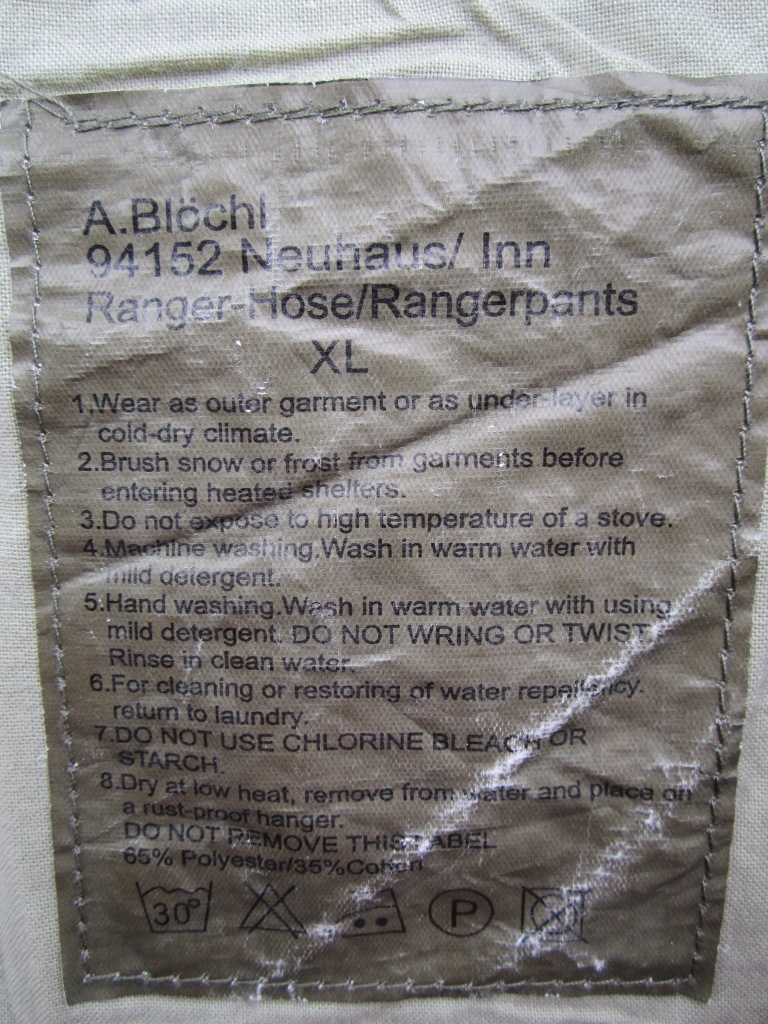 A.Blöchl
94152 Neuhaus/ Inn
Ranger-Hose/Rangerpants
XL
1.Wear as outer garment or as under-layer in
cold-dry climate.
2.Brush snow or frost from garments before
entering heated shelters.
3.Do not expose to high temperature of a stove.
4.Machine washing.Wash in warm water with
mild detergent.
5.Hand washing.Wash in warm water with using
mild detergent. DO NOT WRING OR TWIST.
Rinse in clean water.
6.For cleaning or restoring of water repellency.
return to laundry.
7.DO NOT USE CHLORINE BLEACH OR
STARCH.
8.Dry at low heat, remove from water and place on
a rust-proof hanger.
DO NOT REMOVE THIS LABEL
65% Polyester/35%Cotton
30° P